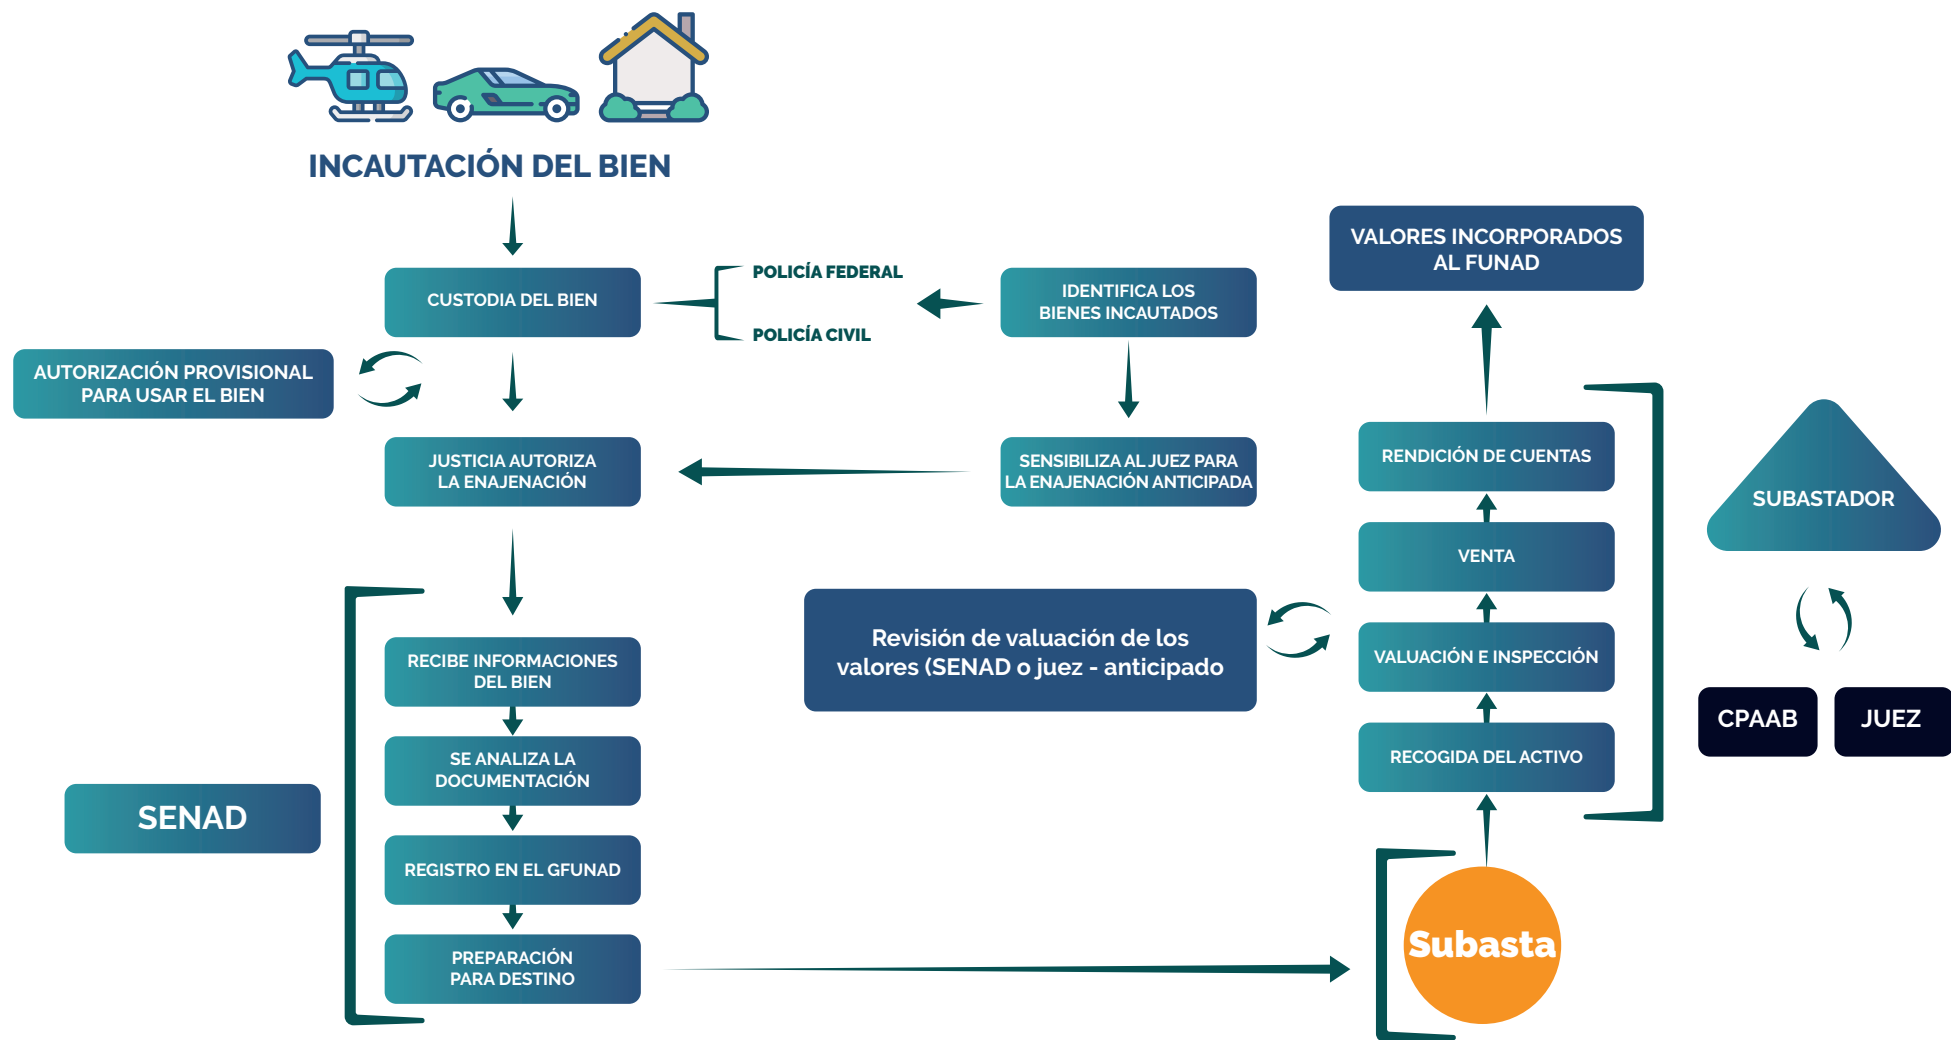 INCAUTACIÓN DEL BIEN
CUSTODIA DEL BIEN
POLICÍA FEDERAL
POLICÍA CIVIL
IDENTIFICA LOS
BIENES INCAUTADOS
AUTORIZACIÓN PROVISIONAL
PARA USAR EL BIEN
JUSTICIA AUTORIZA
LA ENAJENACIÓN
SENSIBILIZA AL JUEZ PARA
LA ENAJENACIÓN ANTICIPADA
SENAD
RECIBE INFORMACIONES
DEL BIEN
SE ANALIZA LA
DOCUMENTACIÓN
REGISTRO EN EL GFUNAD
PREPARACIÓN
PARA DESTINO
Revisión de valuación de los
valores (SENAD o juez - anticipado
VALORES INCORPORADOS
AL FUNAD
RENDICIÓN DE CUENTAS
VENTA
VALUACIÓN E INSPECCIÓN
RECOGIDA DEL ACTIVO
Subasta
SUBASTADOR
CPAAB
JUEZ